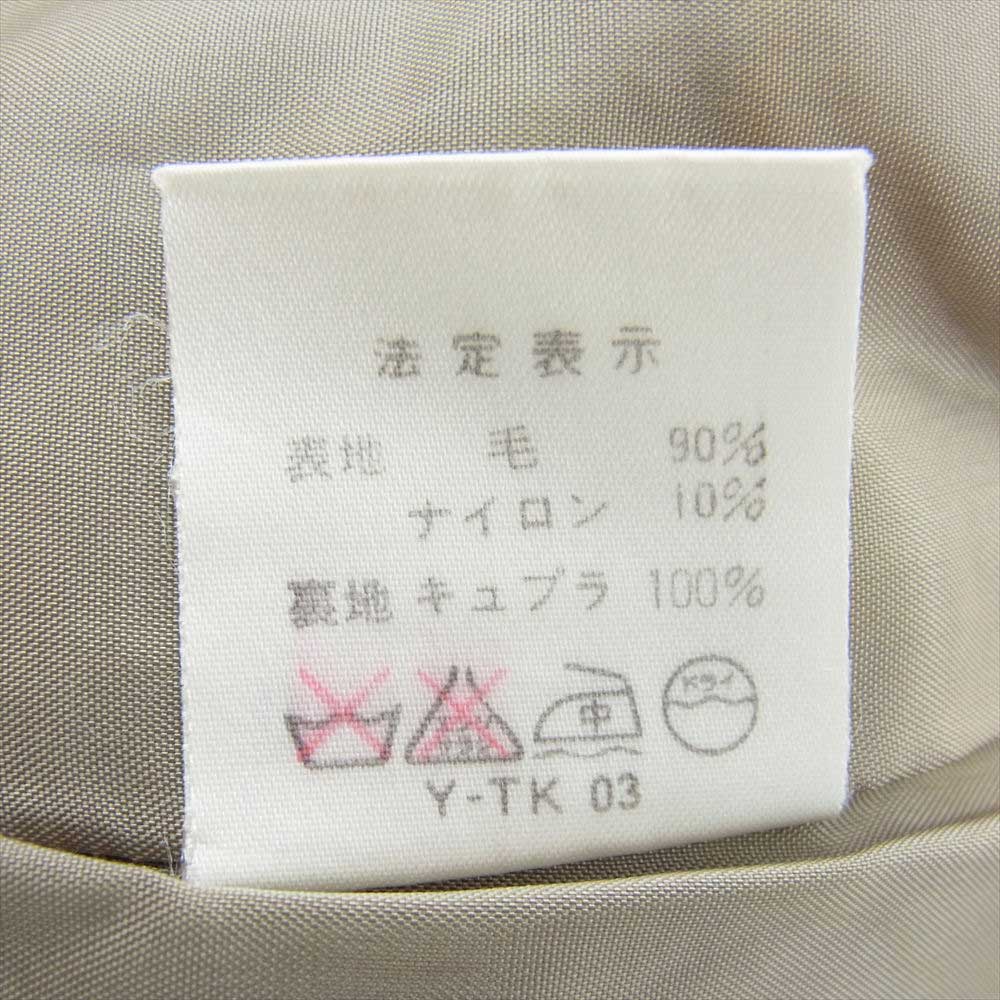 法定表示
表地 毛 90%
ナイロン 10%
裏地 キュプラ 100%
中 ドライ
Y-TK 03